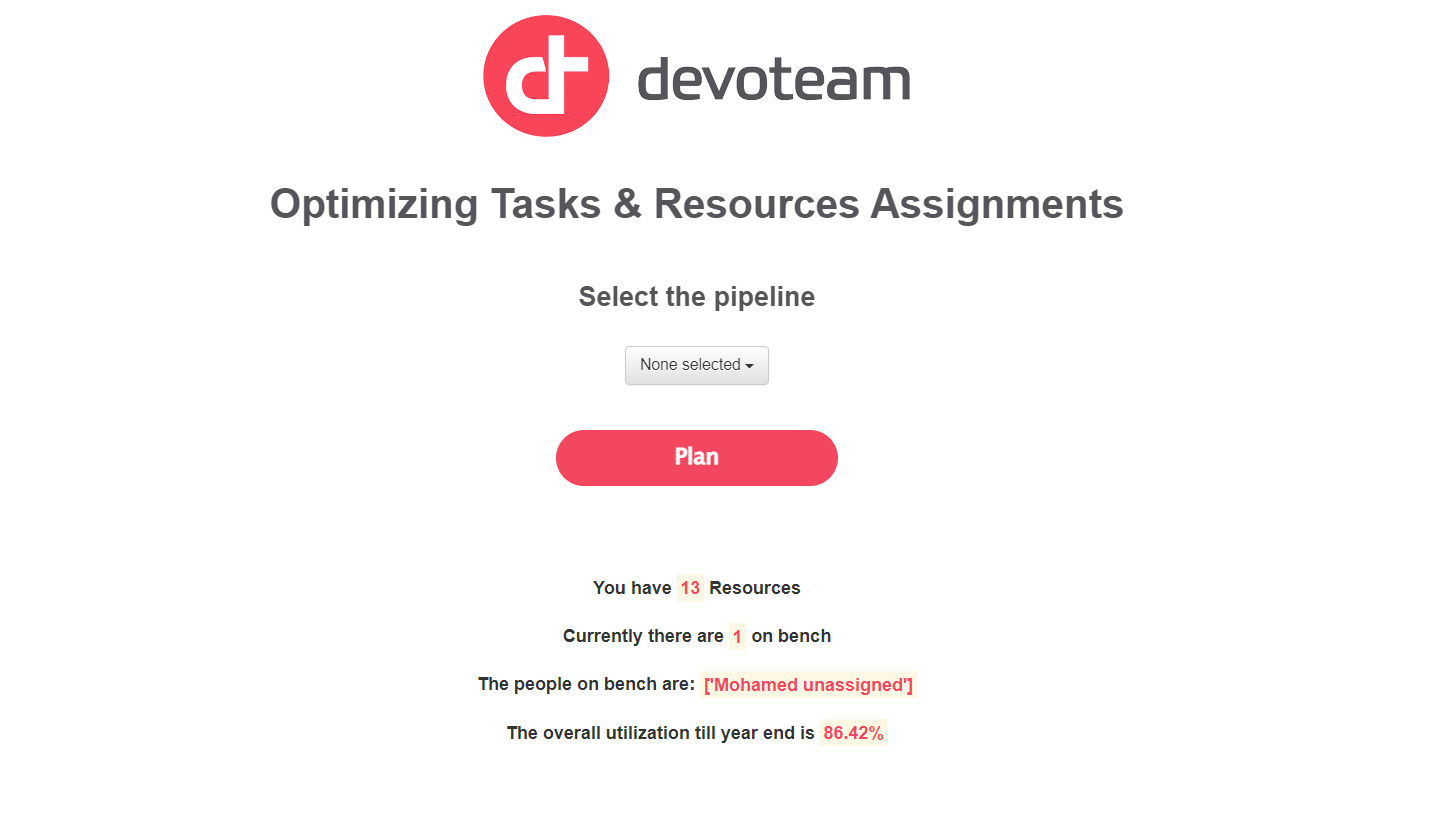 devoteam
Optimizing Tasks & Resources Assignments
Select the pipeline
None selected
Plan
You have 13 Resources
Currently there are 1 on bench
The people on bench are: ['Mohamed unassigned']
The overall utilization till year end is 86.42%